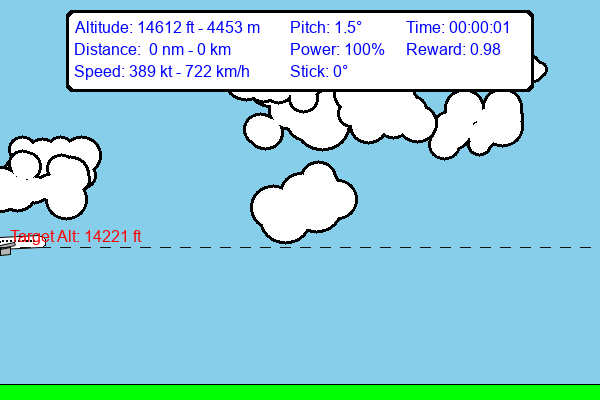 Altitude: 14612 ft - 4453 m Pitch: 1.5° Time: 00:00:01
Distance: 0 nm - 0 km Power: 100% Reward: 0.98
Speed: 389 kt - 722 km/h Stick: 0°
Target Alt: 14221 ft